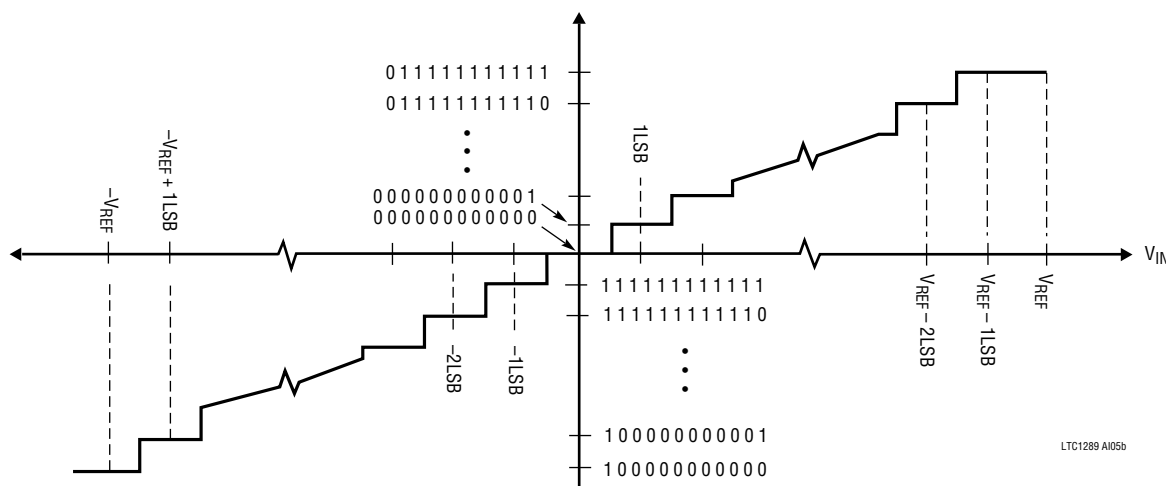 011111111111
011111111110
1LSB
–VREF
–VREF + 1LSB
000000000001
000000000000
VIN
111111111111
111111111110
–2LSB
–1LSB
VREF – 2LSB
VREF – 1LSB
VREF
100000000001
100000000000
LTC1289 AI05b